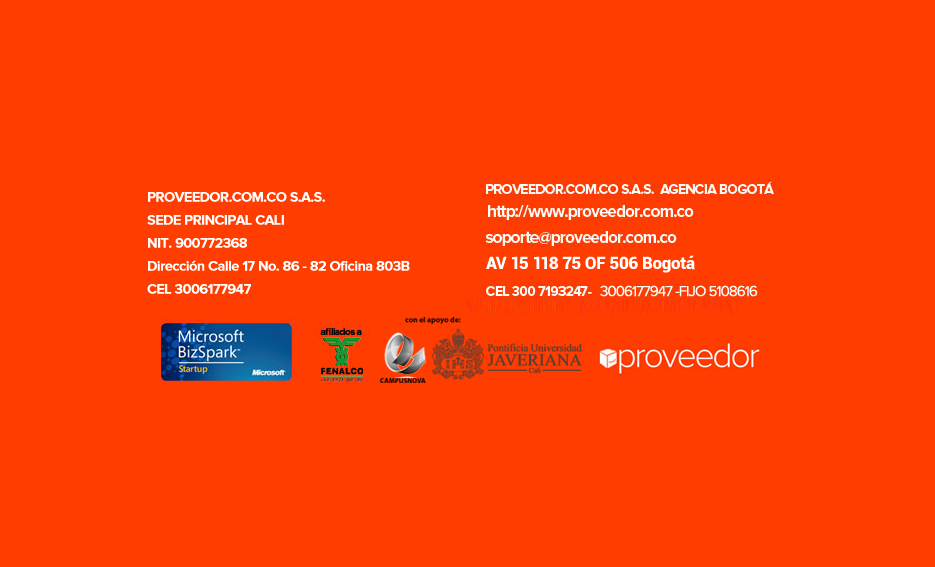 PROVEEDOR.COM.CO S.A.S.
SEDE PRINCIPAL CALI
NIT. 900772368
Dirección Calle 17 No. 86 - 82 Oficina 803B
CEL 3006177947
PROVEEDOR.COM.CO S.A.S. AGENCIA BOGOTÁ
http://www.proveedor.com.co
soporte@proveedor.com.co
AV 15 118 75 OF 506 Bogotá
CEL 300 7193247- 3006177947 -FIJO 5108616
Microsoft
BizSpark™
Startup
Microsoft
afiliados a
FENALCO
con el apoyo de:
CAMPUSNOVA
IHS
Pontificia Universidad
JAVERIANA
Cali
proveedor